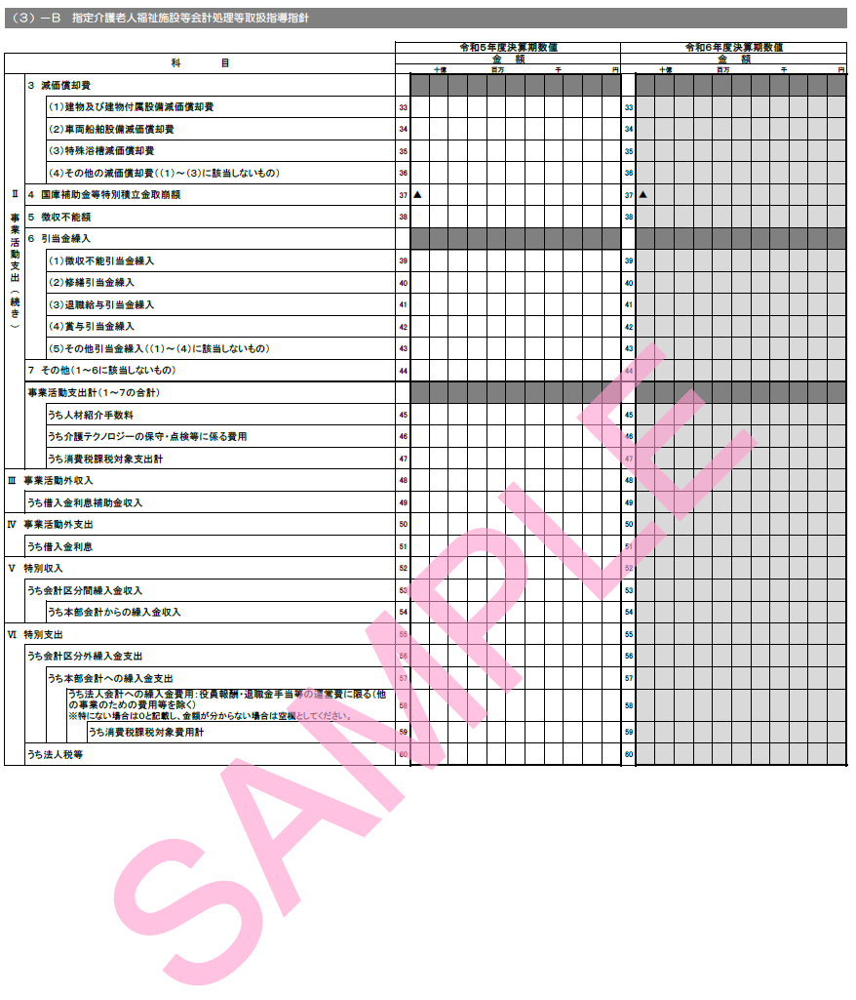 （３）－Ｂ　指定介護老人福祉施設等会計処理等取扱指導指針
令和５年度決算期数値　令和６年度決算期数値
科　　　目　金　額　金　額
十億　百万　千　円　十億　百万　千　円
Ⅱ　事業活動支出（続き）
３　減価償却費
（１）建物及び建物付属設備減価償却費　33　33
（２）車両船舶設備減価償却費　34　34
（３）特殊浴槽減価償却費　35　35
（４）その他の減価償却費（（１）～（３）に該当しないもの）　36　36
４　国庫補助金等特別積立金取崩額　37　▲　37　▲
５　徴収不能額　38　38
６　引当金繰入
（１）徴収不能引当金繰入　39　39
（２）修繕引当金繰入　40　40
（３）退職給与引当金繰入　41　41
（４）賞与引当金繰入　42　42
（５）その他引当金繰入（（１）～（４）に該当しないもの）　43　43
７　その他（１～６に該当しないもの）　44　44
事業活動支出計（１～７の合計）
うち人材紹介手数料　45　45
うち介護テクノロジーの保守・点検等に係る費用　46　46
うち消費税課税対象支出計　47　47
Ⅲ　事業活動外収入　48　48
うち借入金利息補助金収入　49　49
Ⅳ　事業活動外支出　50　50
うち借入金利息　51　51
Ⅴ　特別収入　52　52
うち会計区分間繰入金収入　53　53
うち本部会計からの繰入金収入　54　54
Ⅵ　特別支出　55　55
うち会計区分外繰入金支出　56　56
うち本部会計への繰入金支出　57　57
うち法人会計への繰入金費用：役員報酬・退職金手当等の運営費に限る（他
の事業のための費用等を除く）　58　58
※特にない場合は０と記載し、金額が分からない場合は空欄としてください。
うち消費税課税対象費用計　59　59
うち法人税等　60　60
SAMPLE